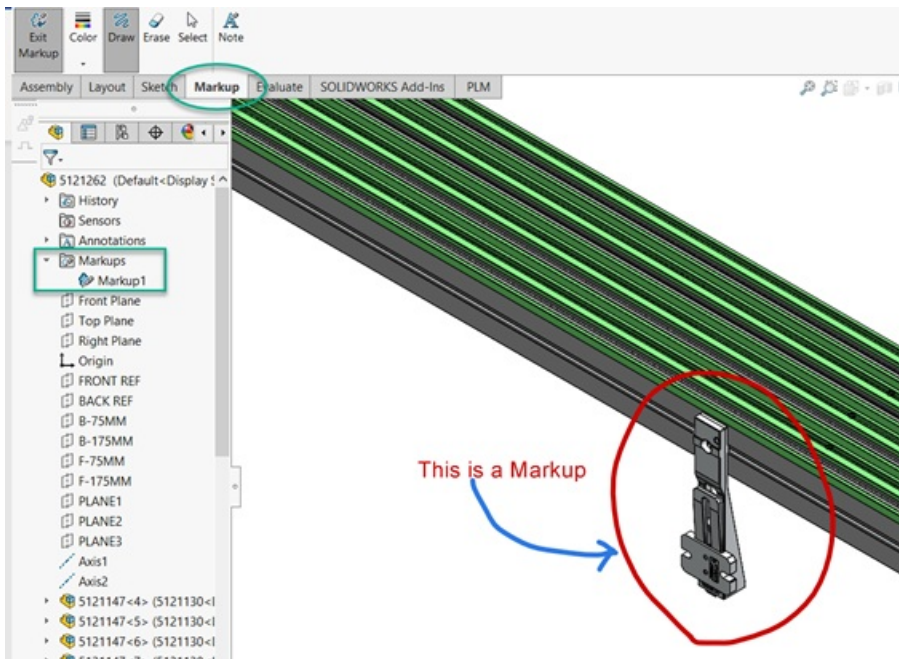 Exit
Markup
Color
Draw
Erase
Select
Note
Assembly
Layout
Sketch
Markup
Evaluate
SOLIDWORKS Add-Ins
PLM
5121262 (Default<Display
History
Sensors
Annotations
Markups
Markup1
Front Plane
Top Plane
Right Plane
Origin
FRONT REF
BACK REF
B-75MM
B-175MM
F-75MM
F-175MM
PLANE1
PLANE2
PLANE3
Axis1
Axis2
5121147<4> (5121130<
5121147<5> (5121130<
5121147<6> (5121130<
This is a Markup